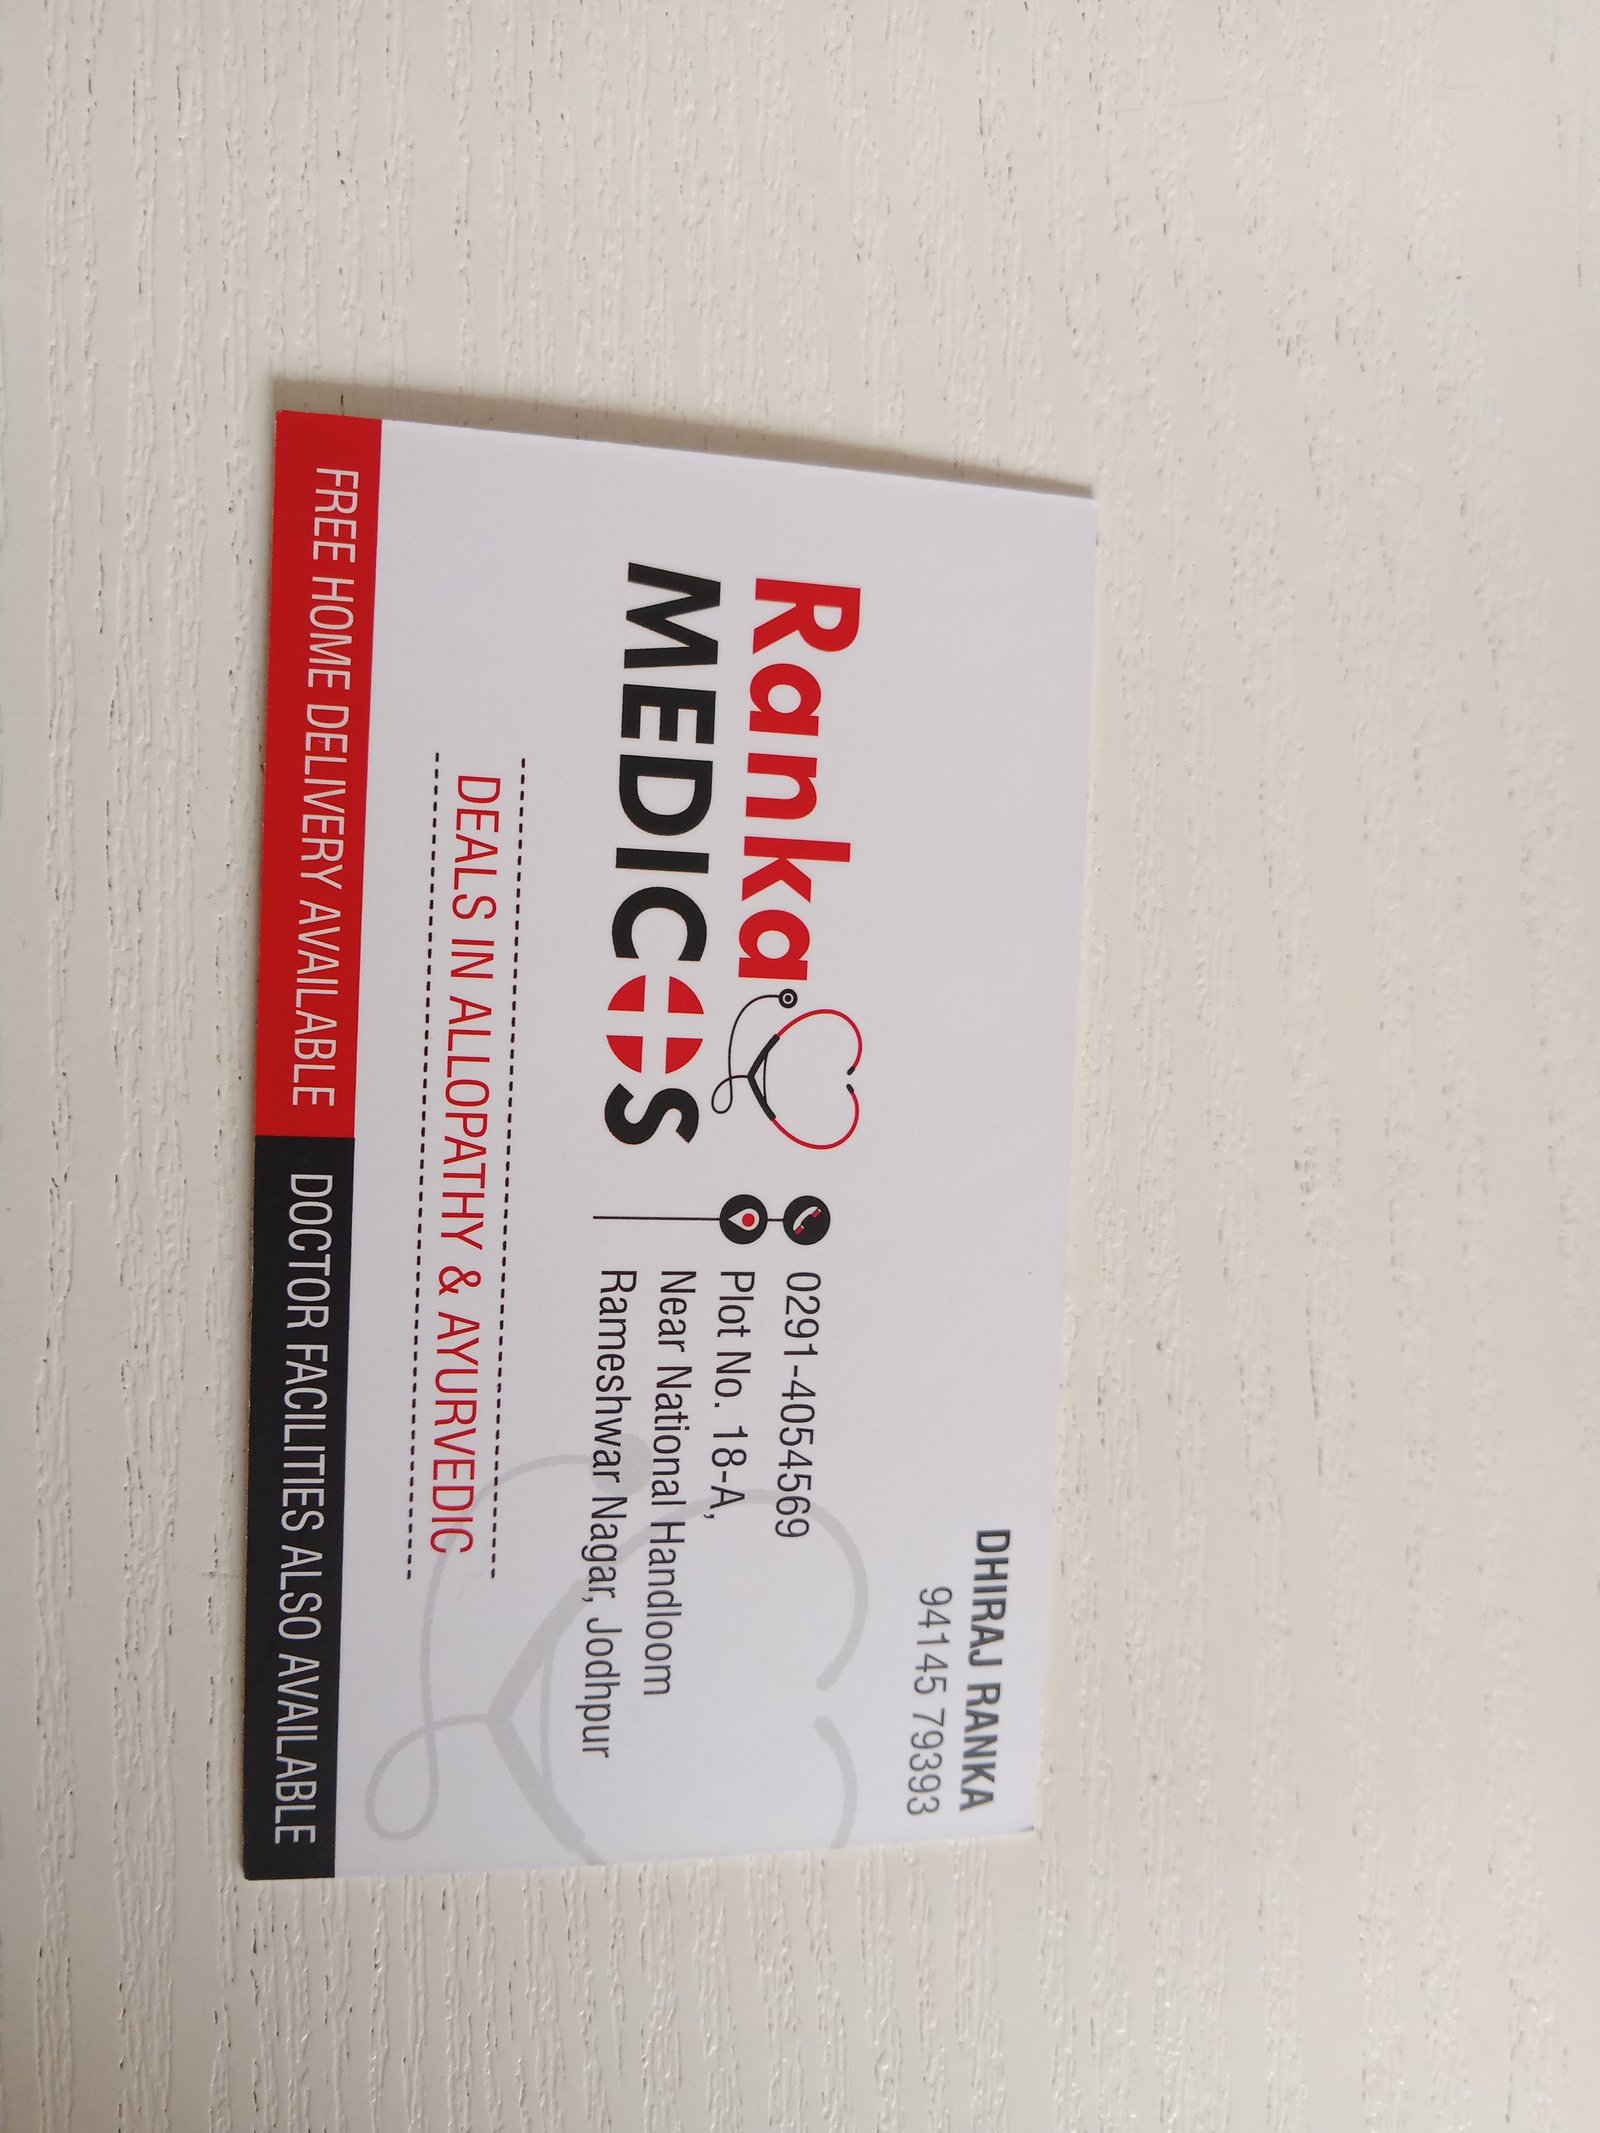 DHIRAJ RANKA
94145 79393
Ranka
MEDICOS
0291-4054569
Plot No. 18-A,
Near National Handloom
Rameshwar Nagar, Jodhpur
DEALS IN ALLOPATHY & AYURVEDIC
FREE HOME DELIVERY AVAILABLE
DOCTOR FACILITIES ALSO AVAILABLE